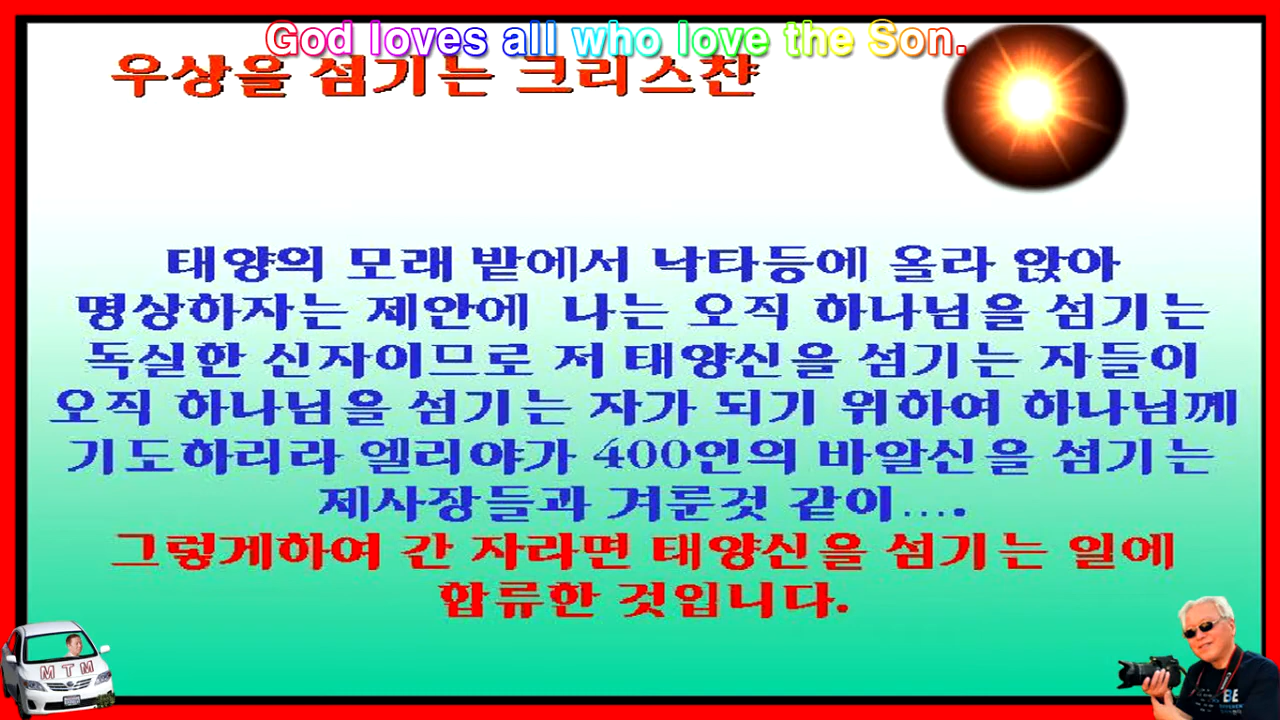 God loves all who love the Son.
우상을 섬기는 크리스챤
태양의 모래 밭에서 낙타등에 올라 앉아
명상하자는 제안에 나는 오직 하나님을 섬기는
독실한 신자이므로 저 태양신을 섬기는 자들이
오직 하나님을 섬기는 자가 되기 위하여 하나님께
기도하리라 엘리야가 400인의 바알신을 섬기는
제사장들과 겨룬것 같이....
그렇게하여 간 자라면 태양신을 섬기는 일에
합류한 것입니다.
MTM
BE